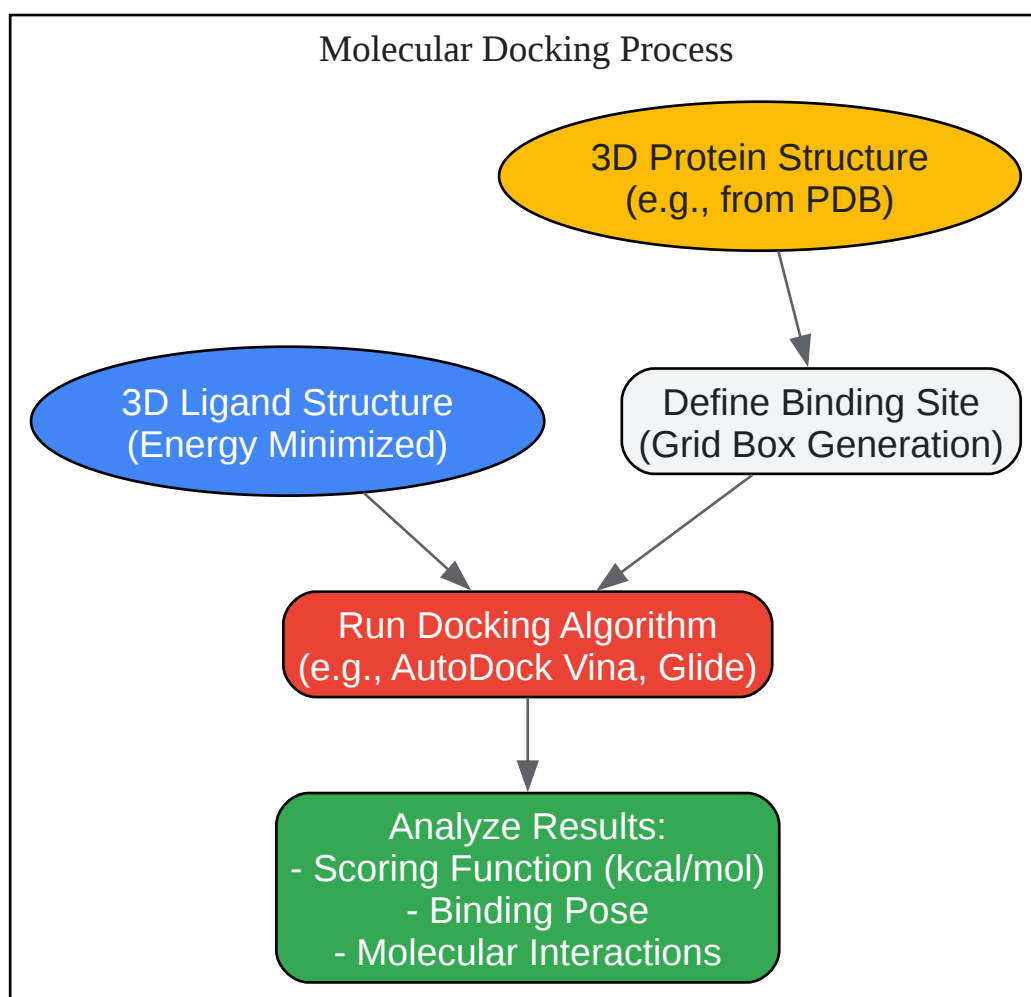 Molecular Docking Process
3D Protein Structure
(e.g., from PDB)
3D Ligand Structure
(Energy Minimized)
Define Binding Site
(Grid Box Generation)
Run Docking Algorithm
(e.g., AutoDock Vina, Glide)
Analyze Results:
- Scoring Function (kcal/mol)
- Binding Pose
- Molecular Interactions